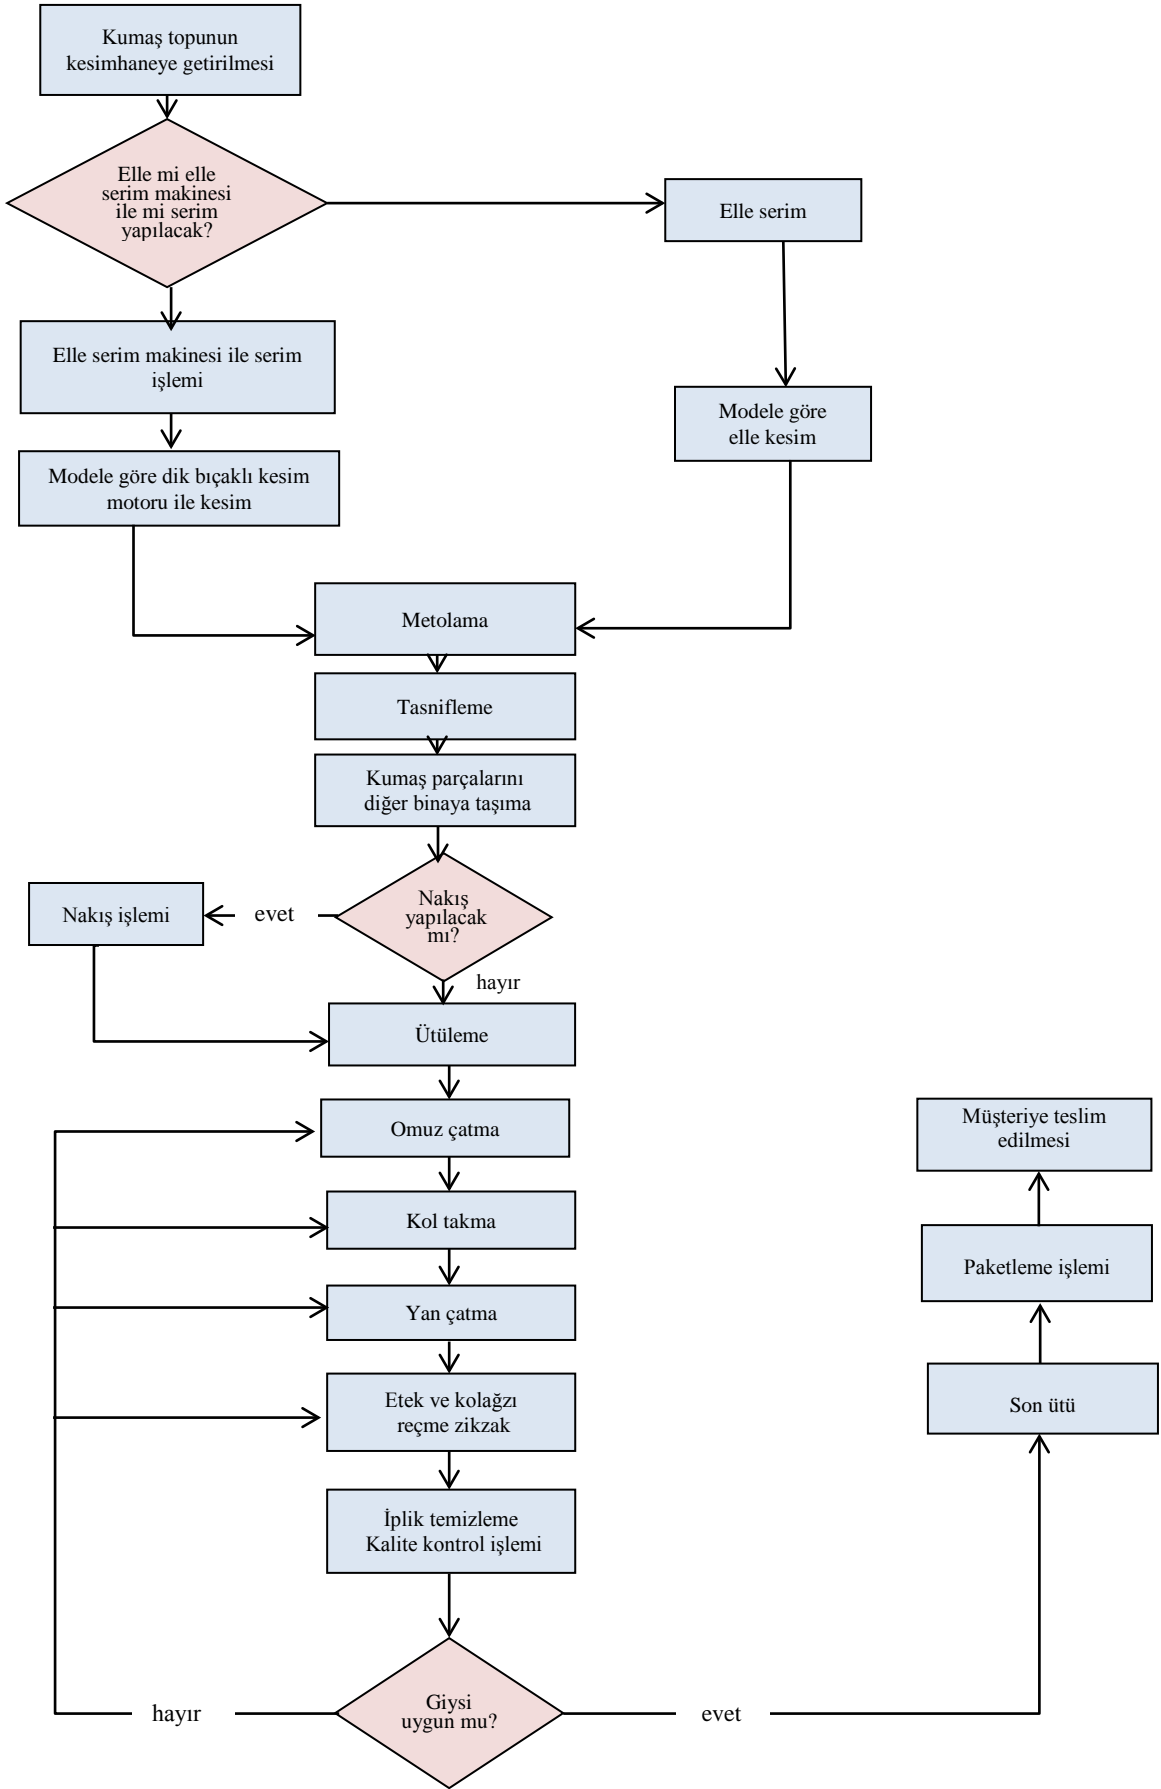 Kumaş topunun
kesimhaneye getirilmesi
Elle mi elle
serim makinesi
ile mi serim
yapılacak?
Elle serim
Elle serim makinesi ile serim
işlemi
Modele göre
elle kesim
Modele göre dik bıçaklı kesim
motoru ile kesim
Metolama
Tasnifleme
Kumaş parçalarını
diğer binaya taşıma
Nakış
yapılacak
mı?
evet
Nakış işlemi
hayır
Ütüleme
Omuz çatma
Kol takma
Yan çatma
Etek ve kolağzı
reçme zikzak
İplik temizleme
Kalite kontrol işlemi
Giysi
uygun mu?
hayır
evet
Son ütü
Paketleme işlemi
Müşteriye teslim
edilmesi